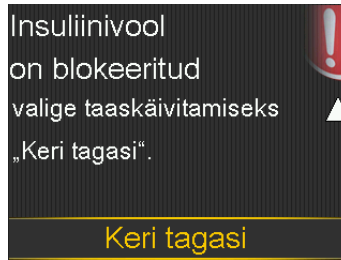 Insuliinivool
on blokeeritud
valige taaskäivitamiseks
„Keri tagasi“.
Keri tagasi